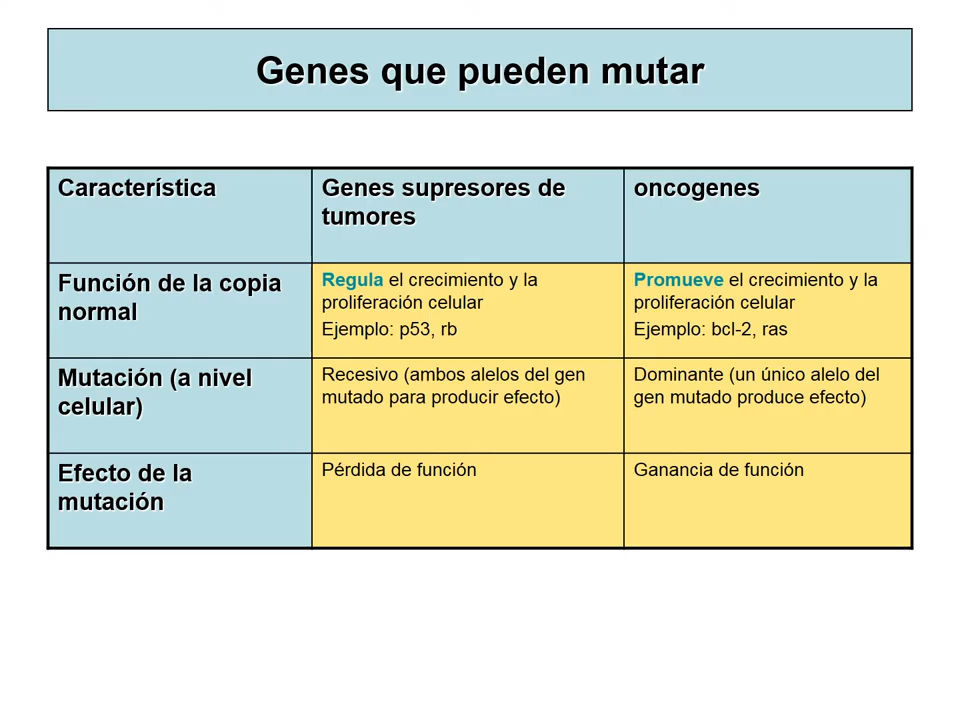 Genes que pueden mutar
Característica
Genes supresores de
tumores
oncogenes
Función de la copia
normal
Regula el crecimiento y la
proliferación celular
Ejemplo: p53, rb
Promueve el crecimiento y la
proliferación celular
Ejemplo: bcl-2, ras
Mutación (a nivel
celular)
Recesivo (ambos alelos del gen
mutado para producir efecto)
Dominante (un único alelo del
gen mutado produce efecto)
Efecto de la
mutación
Pérdida de función
Ganancia de función